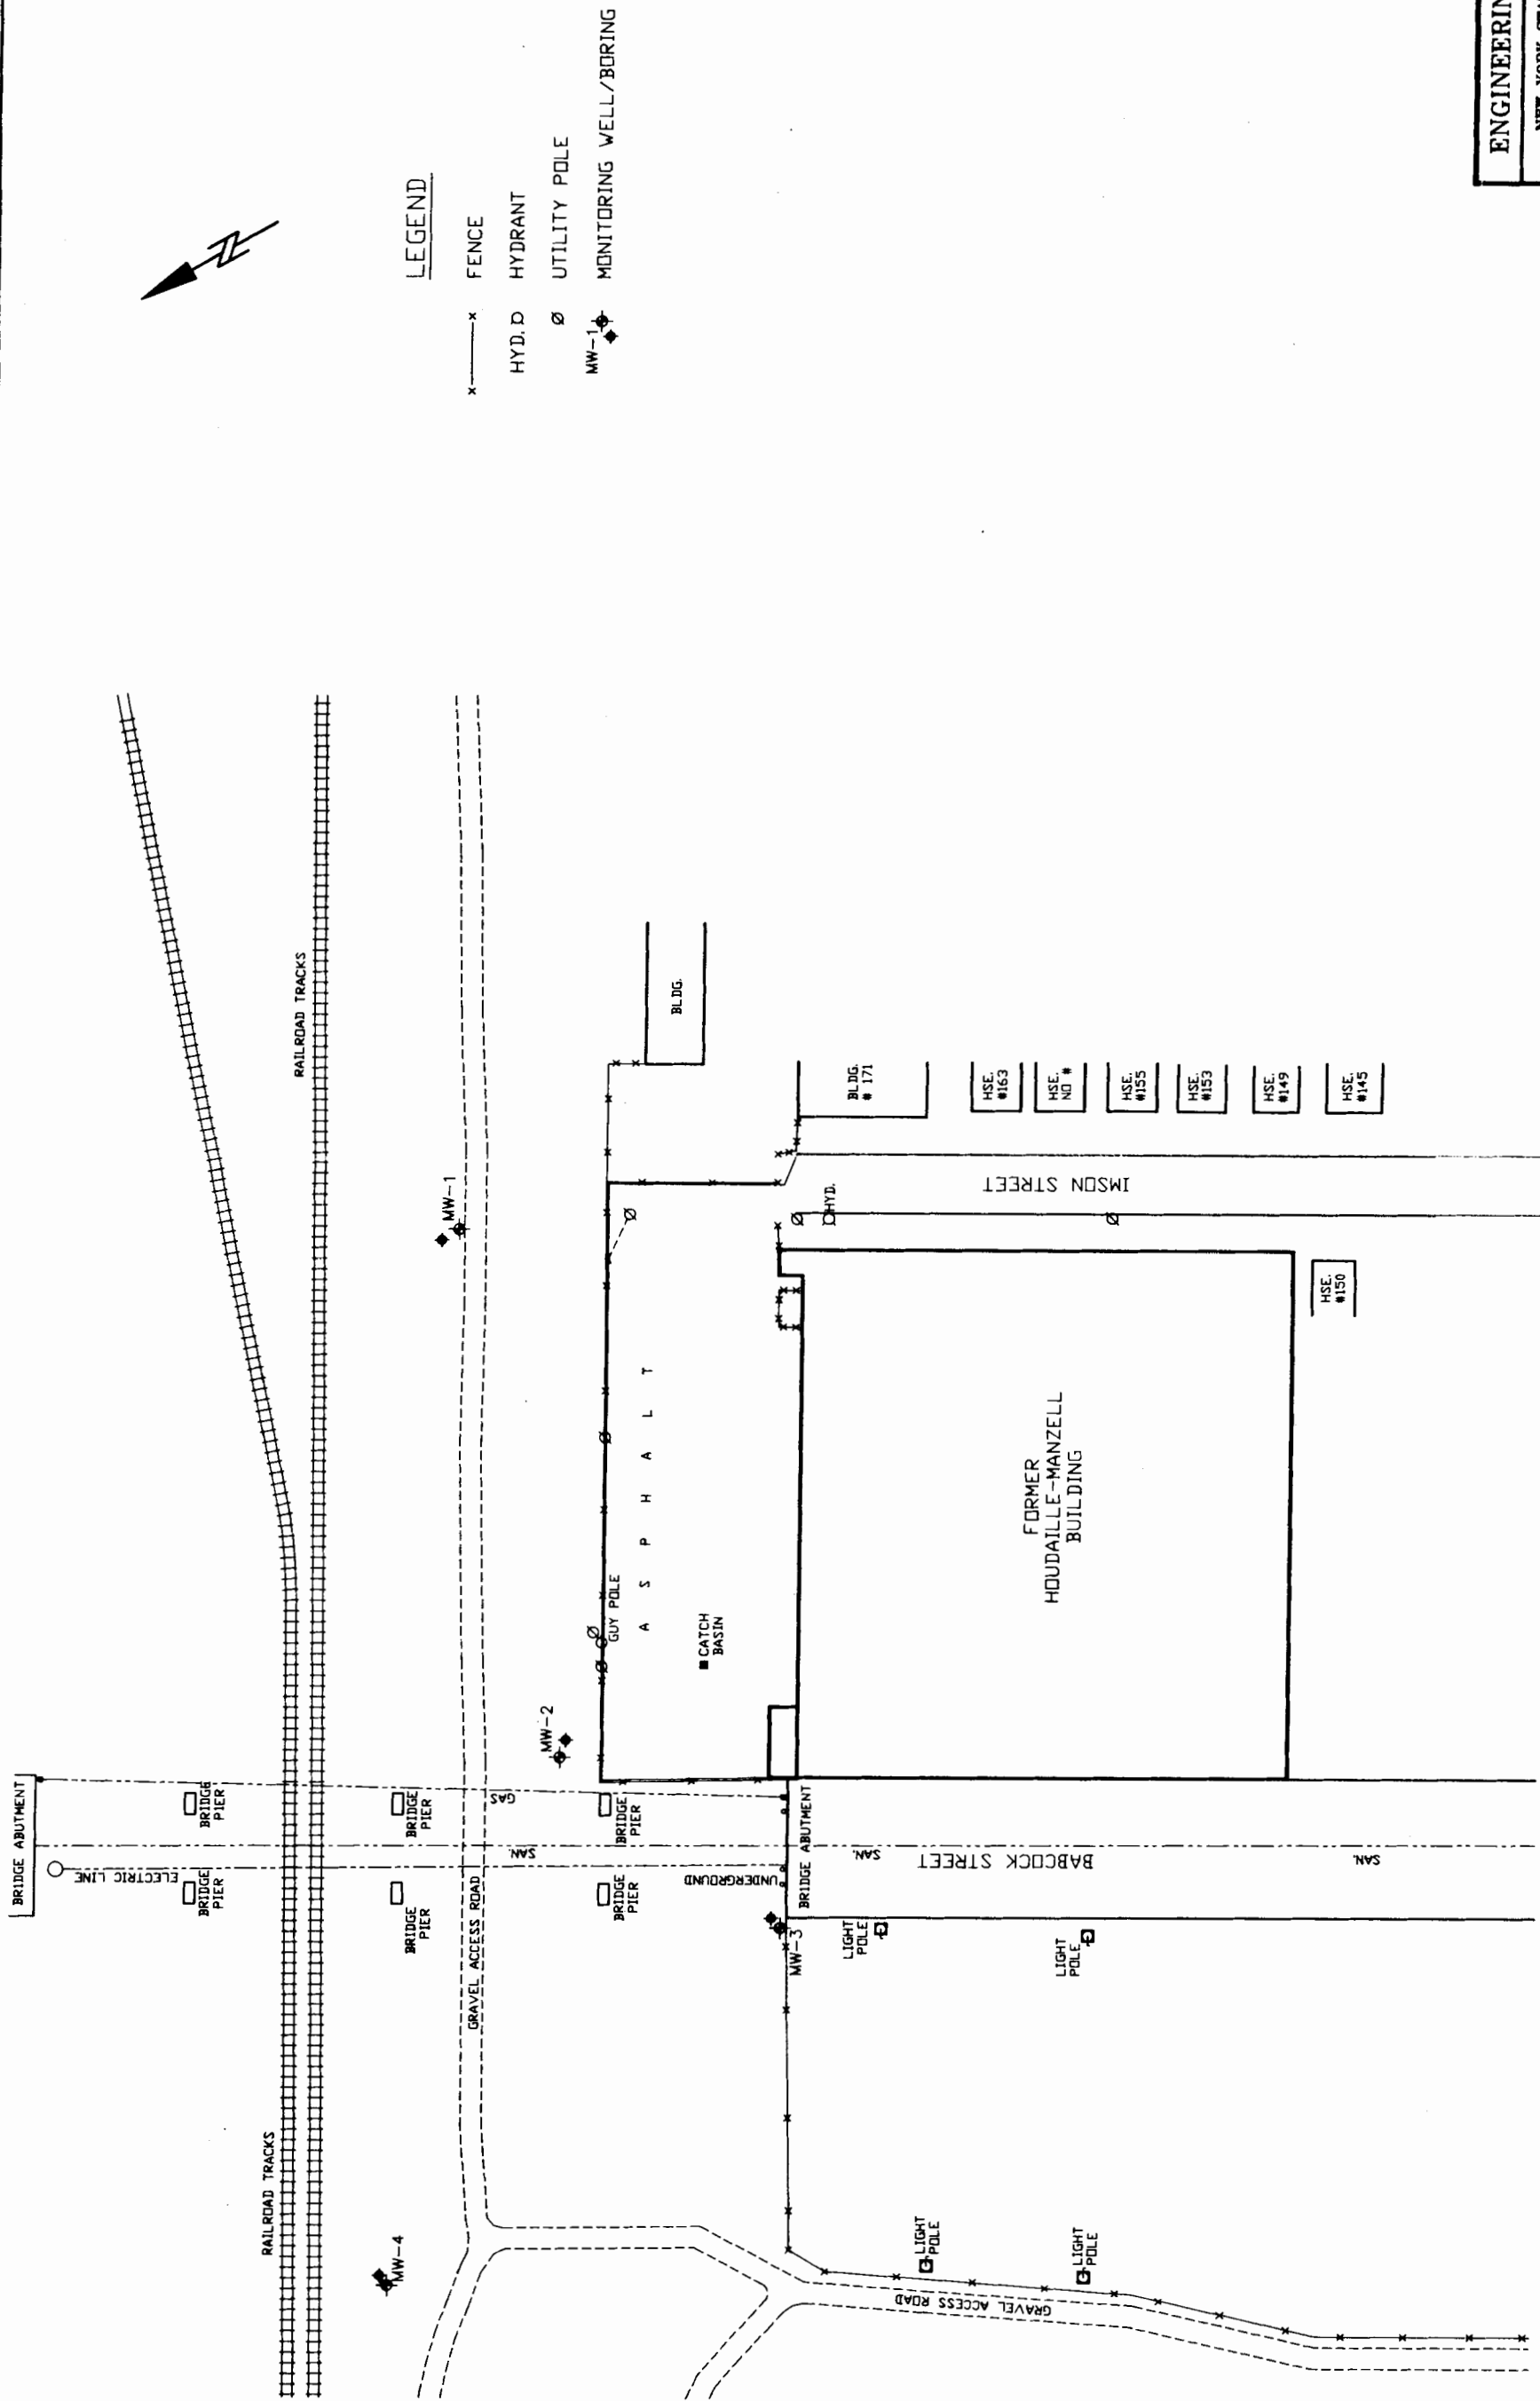 LEGEND
FENCE
HYD. HYDRANT
UTILITY POLE
MW-1 MONITORING WELL/BORING
ENGINEERIN
RAILROAD TRACKS
RAILROAD TRACKS
BRIDGE ABUTMENT
ELECTRIC LINE
BRIDGE
PIER
BRIDGE
PIER
BRIDGE
PIER
BRIDGE
PIER
BRIDGE
PIER
BRIDGE
PIER
GAS
SAN.
UNDERGROUND
GRAVEL ACCESS ROAD
MW-1
MW-2
MW-3
MW-4
GUY POLE
ASPHALT
CATCH
BASIN
BLDG.
BLDG.
# 171
HSE.
#163
HSE.
NO #
HSE.
#155
HSE.
#153
HSE.
#149
HSE.
#145
IMSON STREET
HYD.
HSE.
#150
FORMER
HOUDAILLE-MANZELL
BUILDING
BRIDGE ABUTMENT
SAN.
BABCOCK STREET
SAN.
LIGHT
POLE
LIGHT
POLE
LIGHT
POLE
LIGHT
POLE
GRAVEL ACCESS ROAD